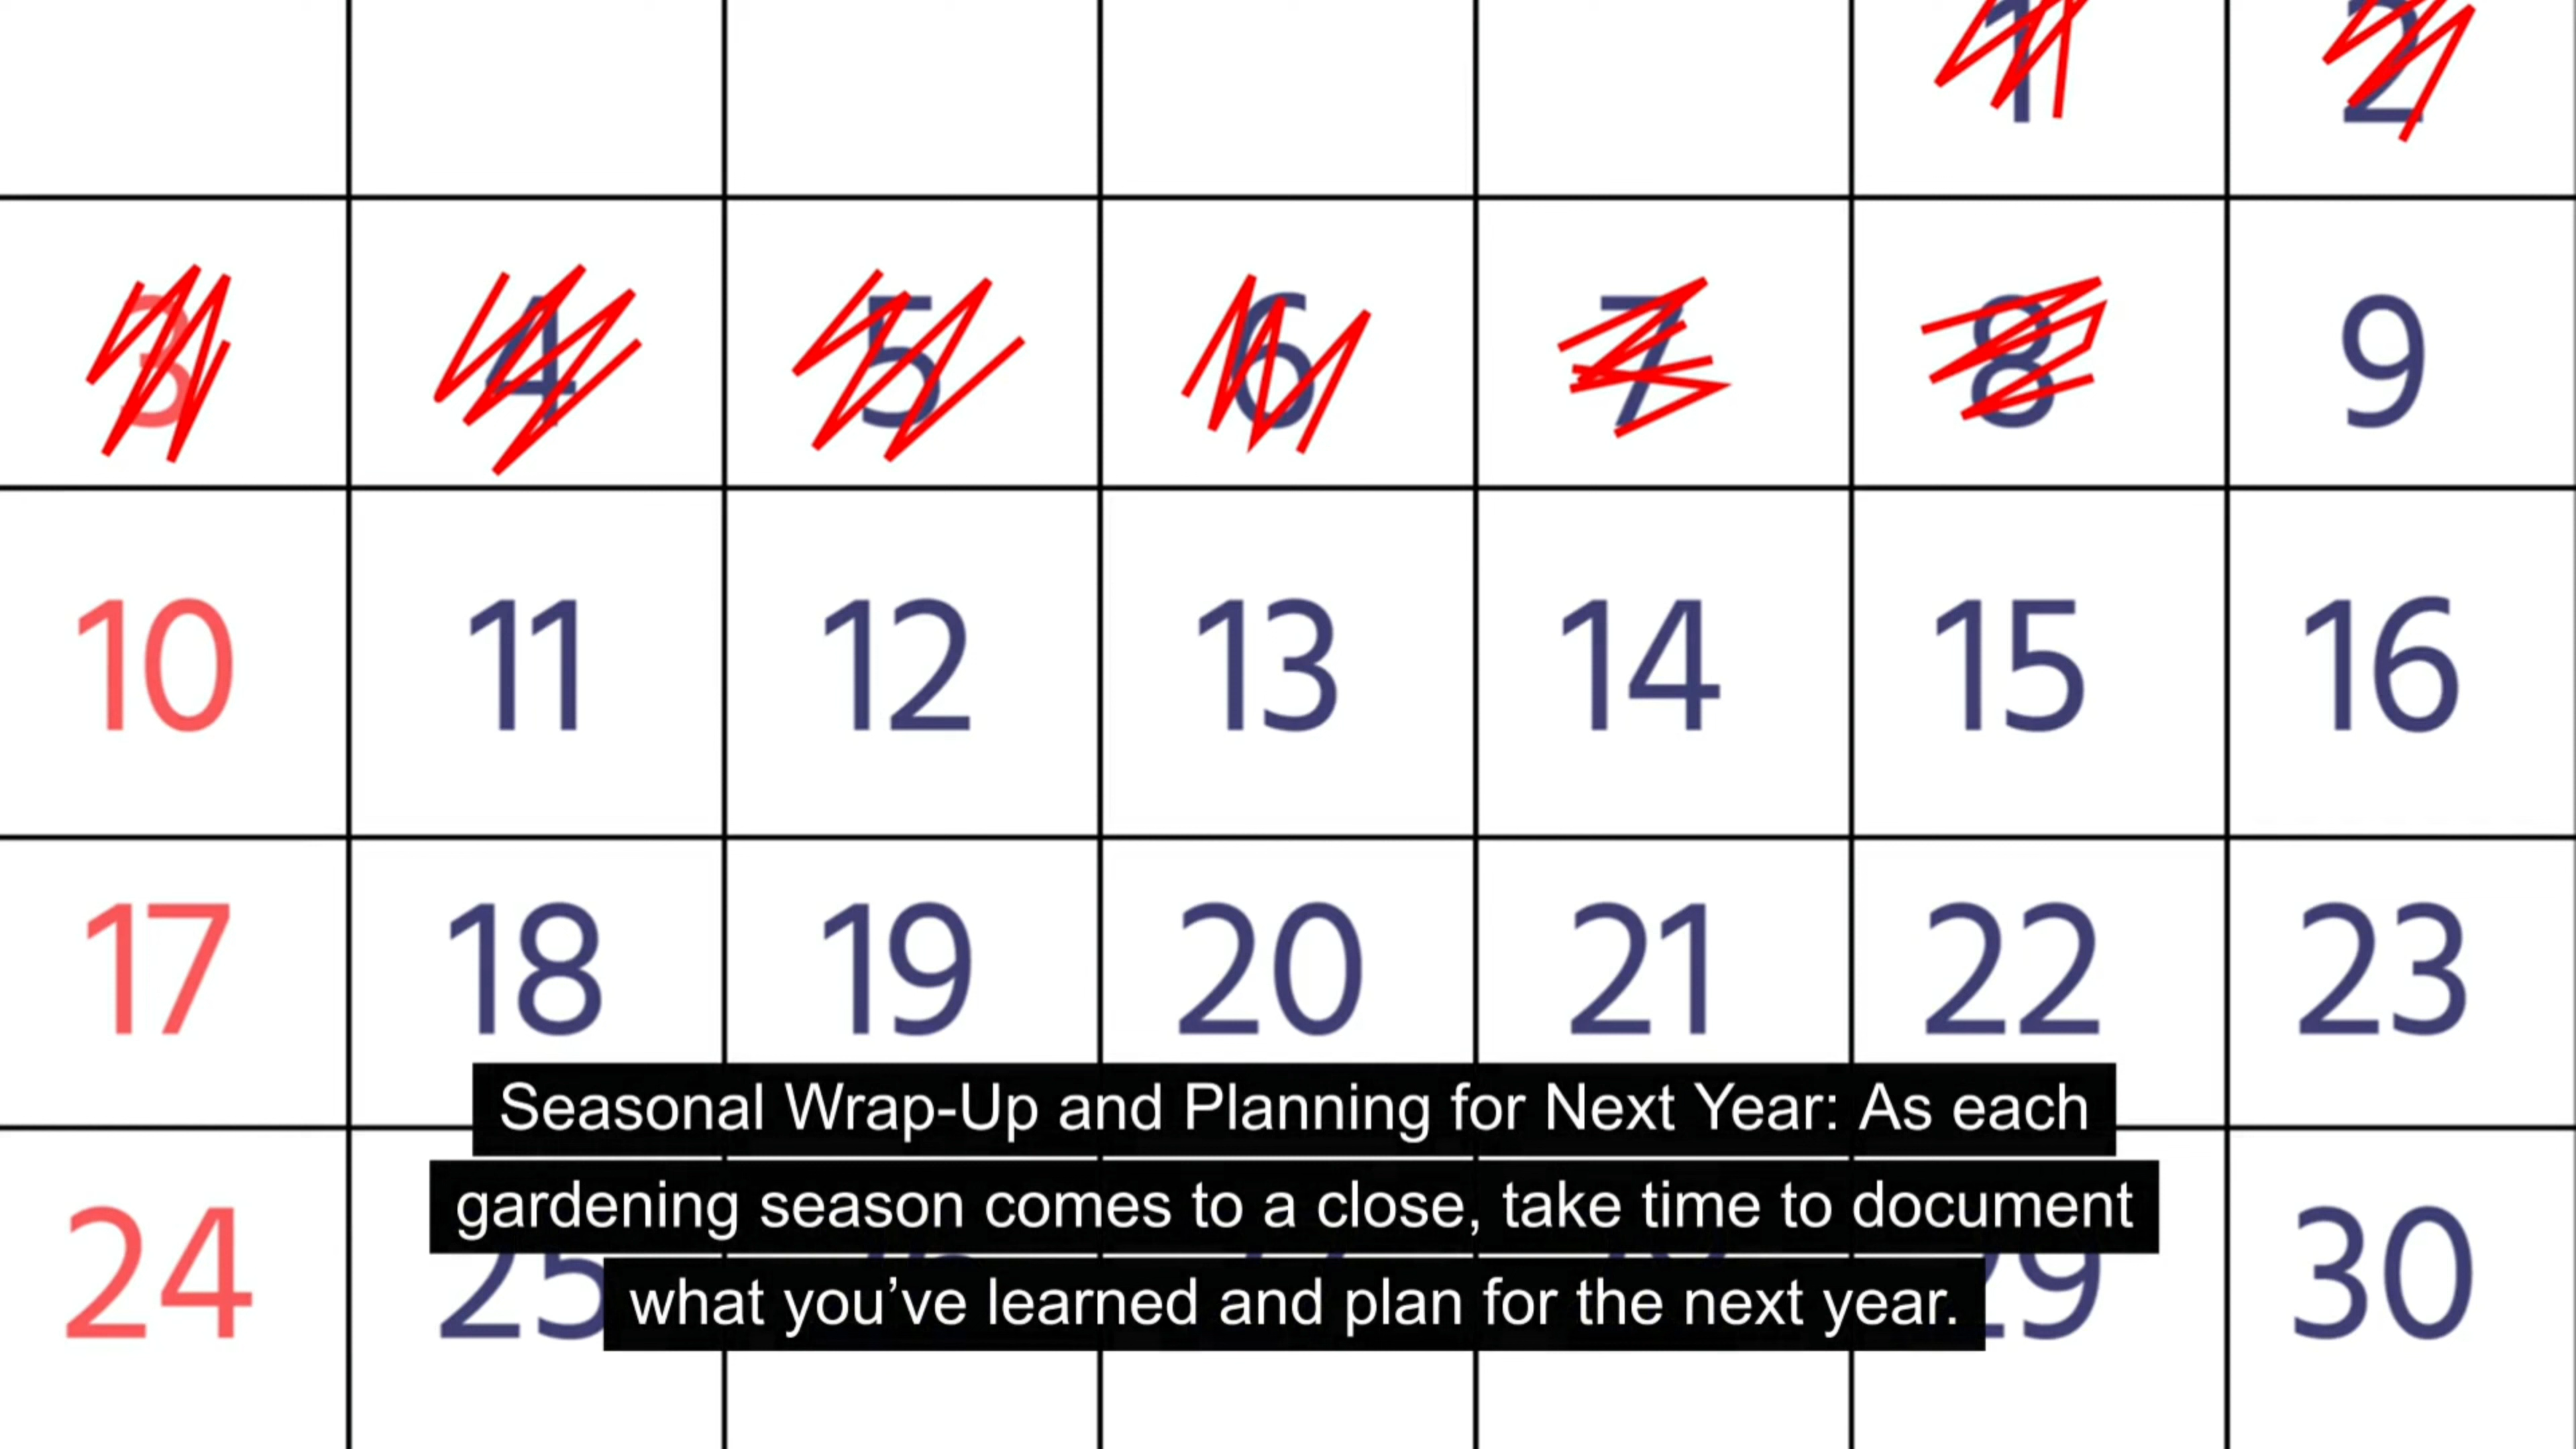 1 2
3 4 5 6 7 8 9
10 11 12 13 14 15 16
17 18 19 20 21 22 23
Seasonal Wrap-Up and Planning for Next Year: As each
gardening season comes to a close, take time to document
what you’ve learned and plan for the next year.
24 25 29 30